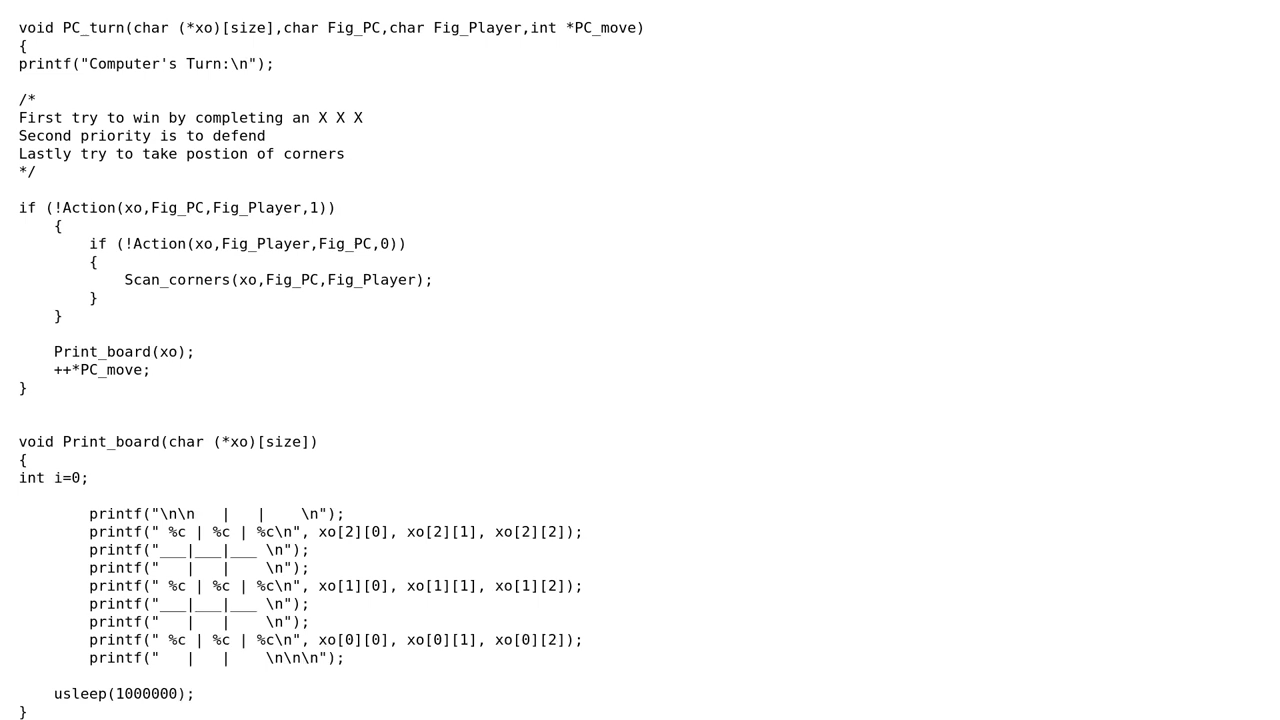 void PC_turn(char (*xo)[size],char Fig_PC,char Fig_Player,int *PC_move)
{
printf("Computer's Turn:\n");

/*
First try to win by completing an X X X
Second priority is to defend
Lastly try to take postion of corners
*/

if (!Action(xo,Fig_PC,Fig_Player,1))
    {
        if (!Action(xo,Fig_Player,Fig_PC,0))
        {
            Scan_corners(xo,Fig_PC,Fig_Player);
        }
    }

    Print_board(xo);
    ++*PC_move;
}


void Print_board(char (*xo)[size])
{
int i=0;

        printf("\n\n   |   |    \n");
        printf(" %c | %c | %c\n", xo[2][0], xo[2][1], xo[2][2]);
        printf("___|___|___ \n");
        printf("   |   |    \n");
        printf(" %c | %c | %c\n", xo[1][0], xo[1][1], xo[1][2]);
        printf("___|___|___ \n");
        printf("   |   |    \n");
        printf(" %c | %c | %c\n", xo[0][0], xo[0][1], xo[0][2]);
        printf("   |   |    \n\n\n");

    usleep(1000000);
}